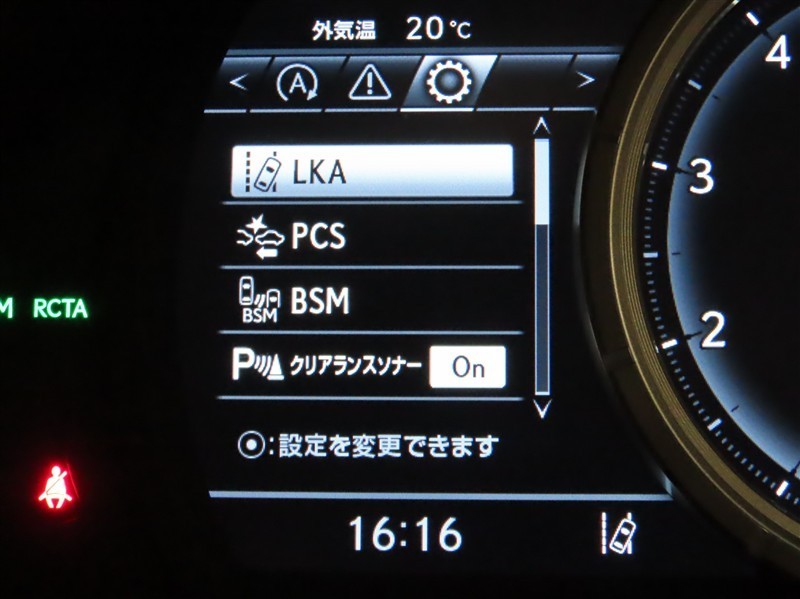 外気温 20℃
A
LKA
PCS
BSM
BSM
P クリアランスソナー On
:設定を変更できます
16:16
M RCTA
4
3
2